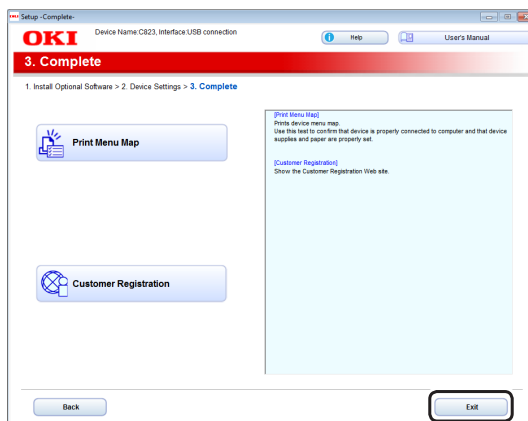 Setup -Complete-
OKI
Device Name:C823, Interface:USB connection
Help
User's Manual
3. Complete
1. Install Optional Software > 2. Device Settings > 3. Complete
Print Menu Map
[Print Menu Map]
Prints device menu map.
Use this test to confirm that device is properly connected to computer and that device
supplies and paper are properly set.
[Customer Registration]
Show the Customer Registration Web site.
Customer Registration
Back
Exit